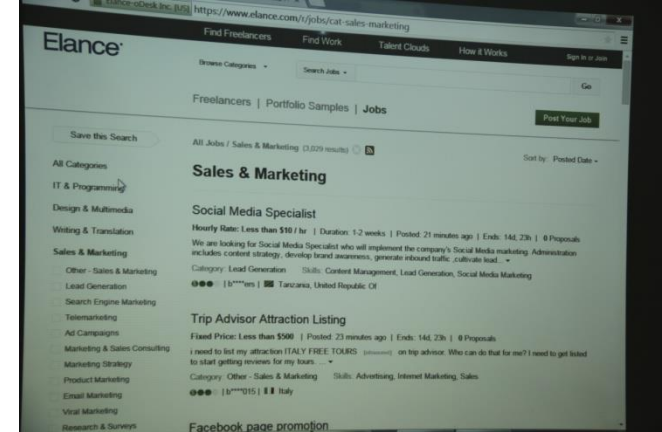 Elance-oDesk Inc. [US] https://www.elance.com/r/jobs/cat-sales-marketing
Elance
Find Freelancers Find Work Talent Clouds How it Works Sign In or Join
Browse Categories Search Jobs Go
Freelancers | Portfolio Samples | Jobs
Post Your Job
Save this Search
All Categories
IT & Programming
Design & Multimedia
Writing & Translation
Sales & Marketing
Other - Sales & Marketing
Lead Generation
Search Engine Marketing
Telemarketing
Ad Campaigns
Marketing & Sales Consulting
Marketing Strategy
Product Marketing
Email Marketing
Viral Marketing
Research & Surveys
All Jobs / Sales & Marketing (3,029 results)
Sort by: Posted Date
Sales & Marketing
Social Media Specialist
Hourly Rate: Less than $10 / hr | Duration: 1-2 weeks | Posted: 21 minutes ago | Ends: 14d, 23h | 0 Proposals
We are looking for Social Media Specialist who will implement the company's Social Media marketing. Administration
includes content strategy, develop brand awareness, generate inbound traffic ,cultivate lead...
Category: Lead Generation Skills: Content Management, Lead Generation, Social Media Marketing
| b****ers | Tanzania, United Republic Of
Trip Advisor Attraction Listing
Fixed Price: Less than $500 | Posted: 23 minutes ago | Ends: 14d, 23h | 0 Proposals
i need to list my attraction ITALY FREE TOURS on trip advisor. Who can do that for me? I need to get listed
to start getting reviews for my tours. ...
Category: Other - Sales & Marketing Skills: Advertising, Internet Marketing, Sales
| b****015 | Italy
Facebook page promotion